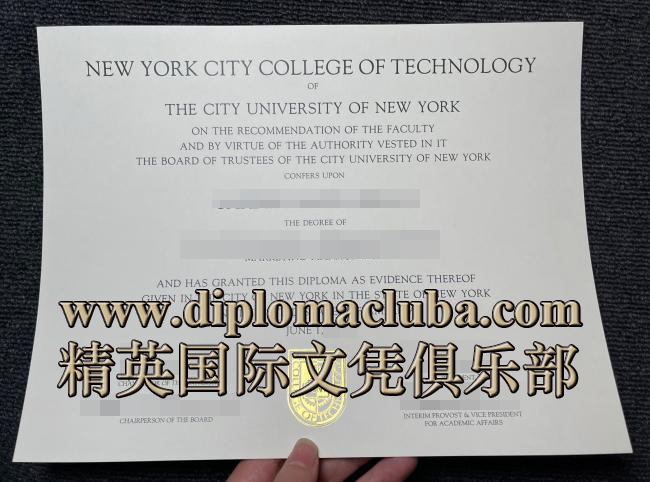 NEW YORK CITY COLLEGE OF TECHNOLOGY
OF
THE CITY UNIVERSITY OF NEW YORK
ON THE RECOMMENDATION OF THE FACULTY
AND BY VIRTUE OF THE AUTHORITY VESTED IN IT
THE BOARD OF TRUSTEES OF THE CITY UNIVERSITY OF NEW YORK
CONFERS UPON
THE DEGREE OF
AND HAS GRANTED THIS DIPLOMA AS EVIDENCE THEREOF
GIVEN IN THE CITY OF NEW YORK IN THE STATE OF NEW YORK
www.diplomacluba.com
JUNE 1,
精英国际文凭俱乐部
CHAIRPERSON OF THE BOARD
INTERIM PROVOST & VICE PRESIDENT
FOR ACADEMIC AFFAIRS